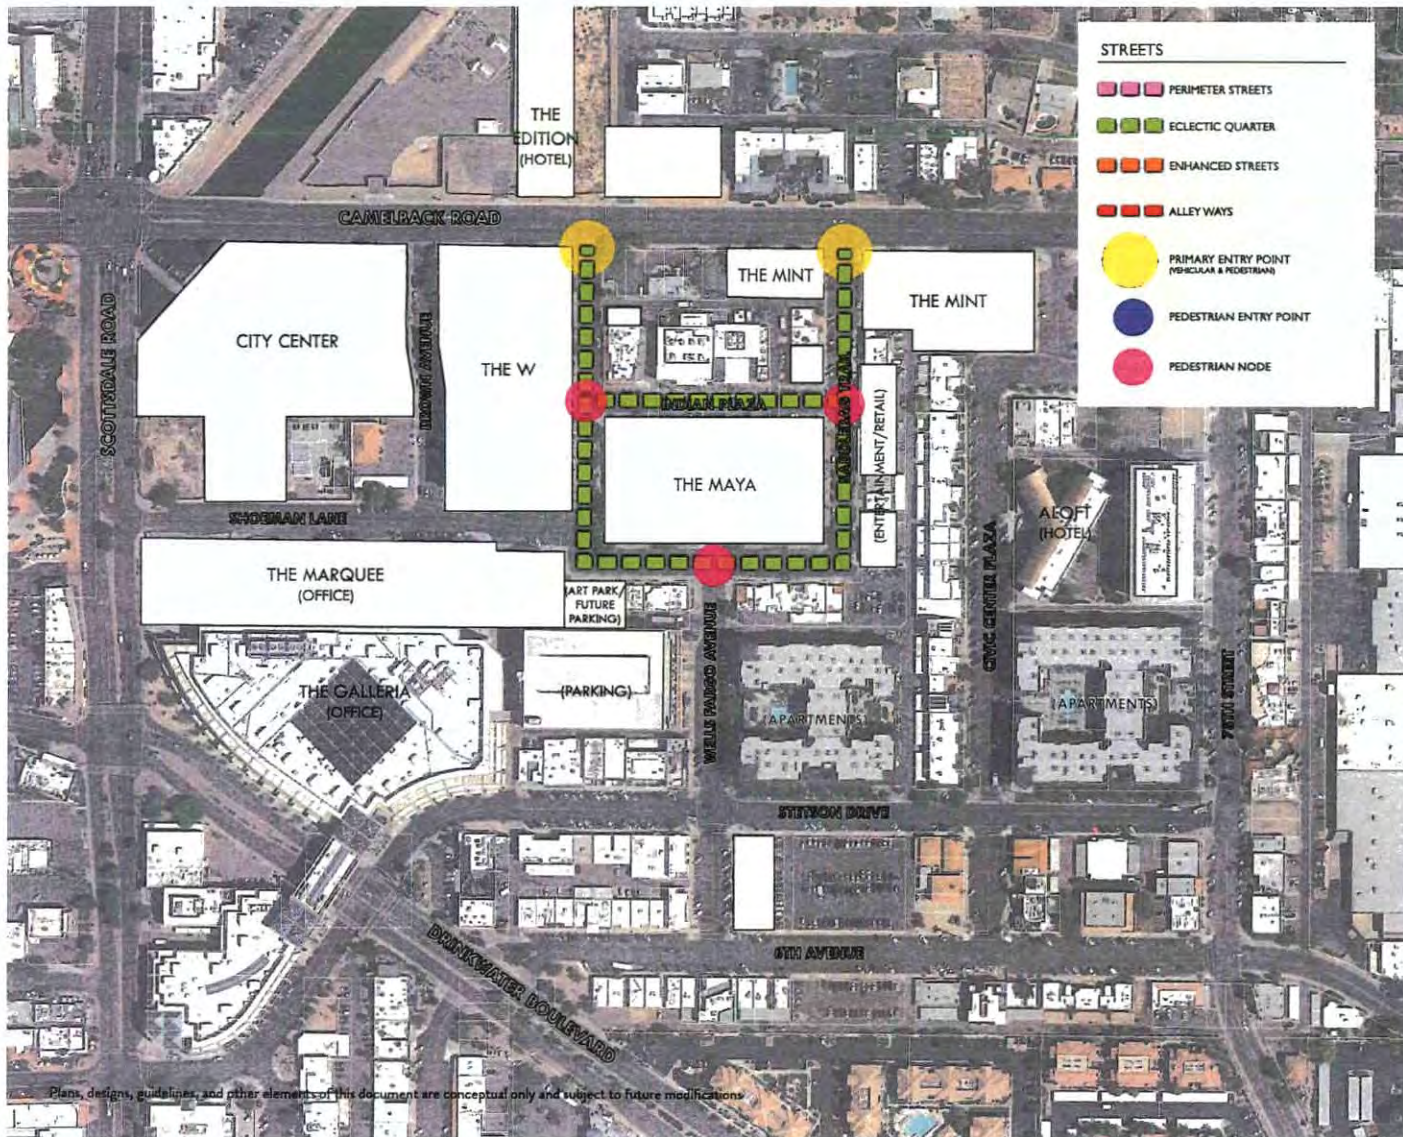 STREETS
PERIMETER STREETS
ECLECTIC QUARTER
ENHANCED STREETS
ALLEY WAYS
PRIMARY ENTRY POINT
(VEHICULAR & PEDESTRIAN)
PEDESTRIAN ENTRY POINT
PEDESTRIAN NODE
THE
EDITION
(HOTEL)
CAMELBACK ROAD
THE MINT
THE MINT
CITY CENTER
SCOTTSDALE ROAD
BROWN AVENUE
THE W
INDIAN PLAZA
(ENTERTAINMENT/RETAIL)
THE MAYA
SHOEMAN LANE
ALOFT
(HOTEL)
CIVIC CENTER PLAZA
THE MARQUEE
(OFFICE)
(ART PARK/
FUTURE
PARKING)
WELLS FARGO AVENUE
THE GALLERIA
(OFFICE)
(PARKING)
(APARTMENTS)
(APARTMENTS)
75TH STREET
STETSON DRIVE
6TH AVENUE
DRINKWATER BOULEVARD
Plans, designs, guidelines, and other elements of this document are conceptual only and subject to future modifications